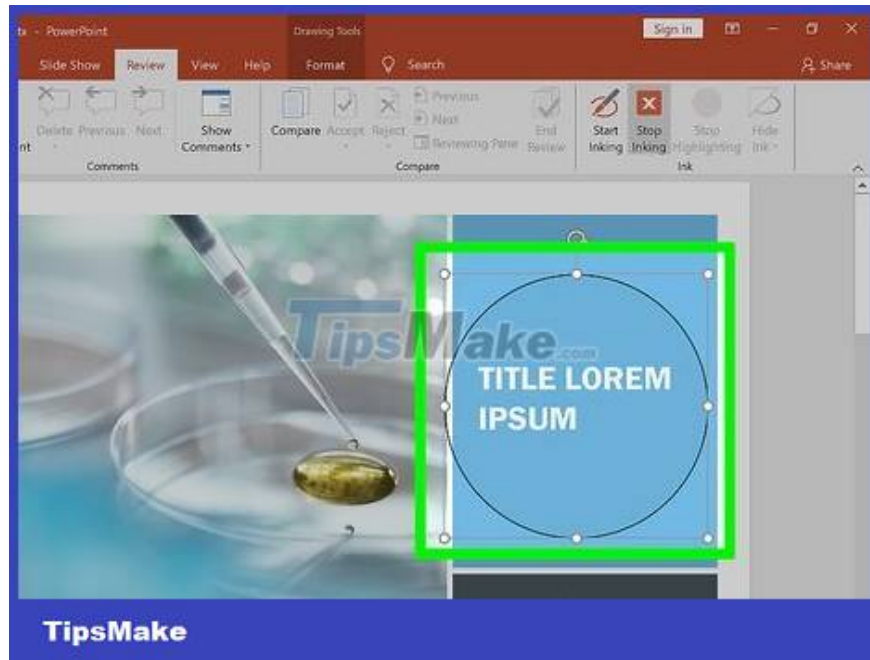 tx - PowerPoint
Drawing Tools
Sign in
Slide Show Review View Help Format Search Share
Delete Previous Next
Show Comments
Comments
Compare Accept Reject
Previous
Next
Reviewing Pane
End Review
Compare
Start Inking
Stop Inking
Stop Highlighting
Hide Ink
Ink
nt
TipsMake.com
TITLE LOREM
IPSUM
TipsMake